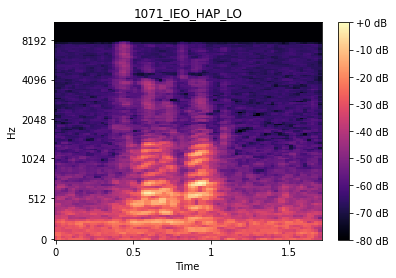 1071_IEO_HAP_LO
Hz
8192
4096
2048
1024
512
0
0
0.5
1
1.5
Time
+0 dB
-10 dB
-20 dB
-30 dB
-40 dB
-50 dB
-60 dB
-70 dB
-80 dB